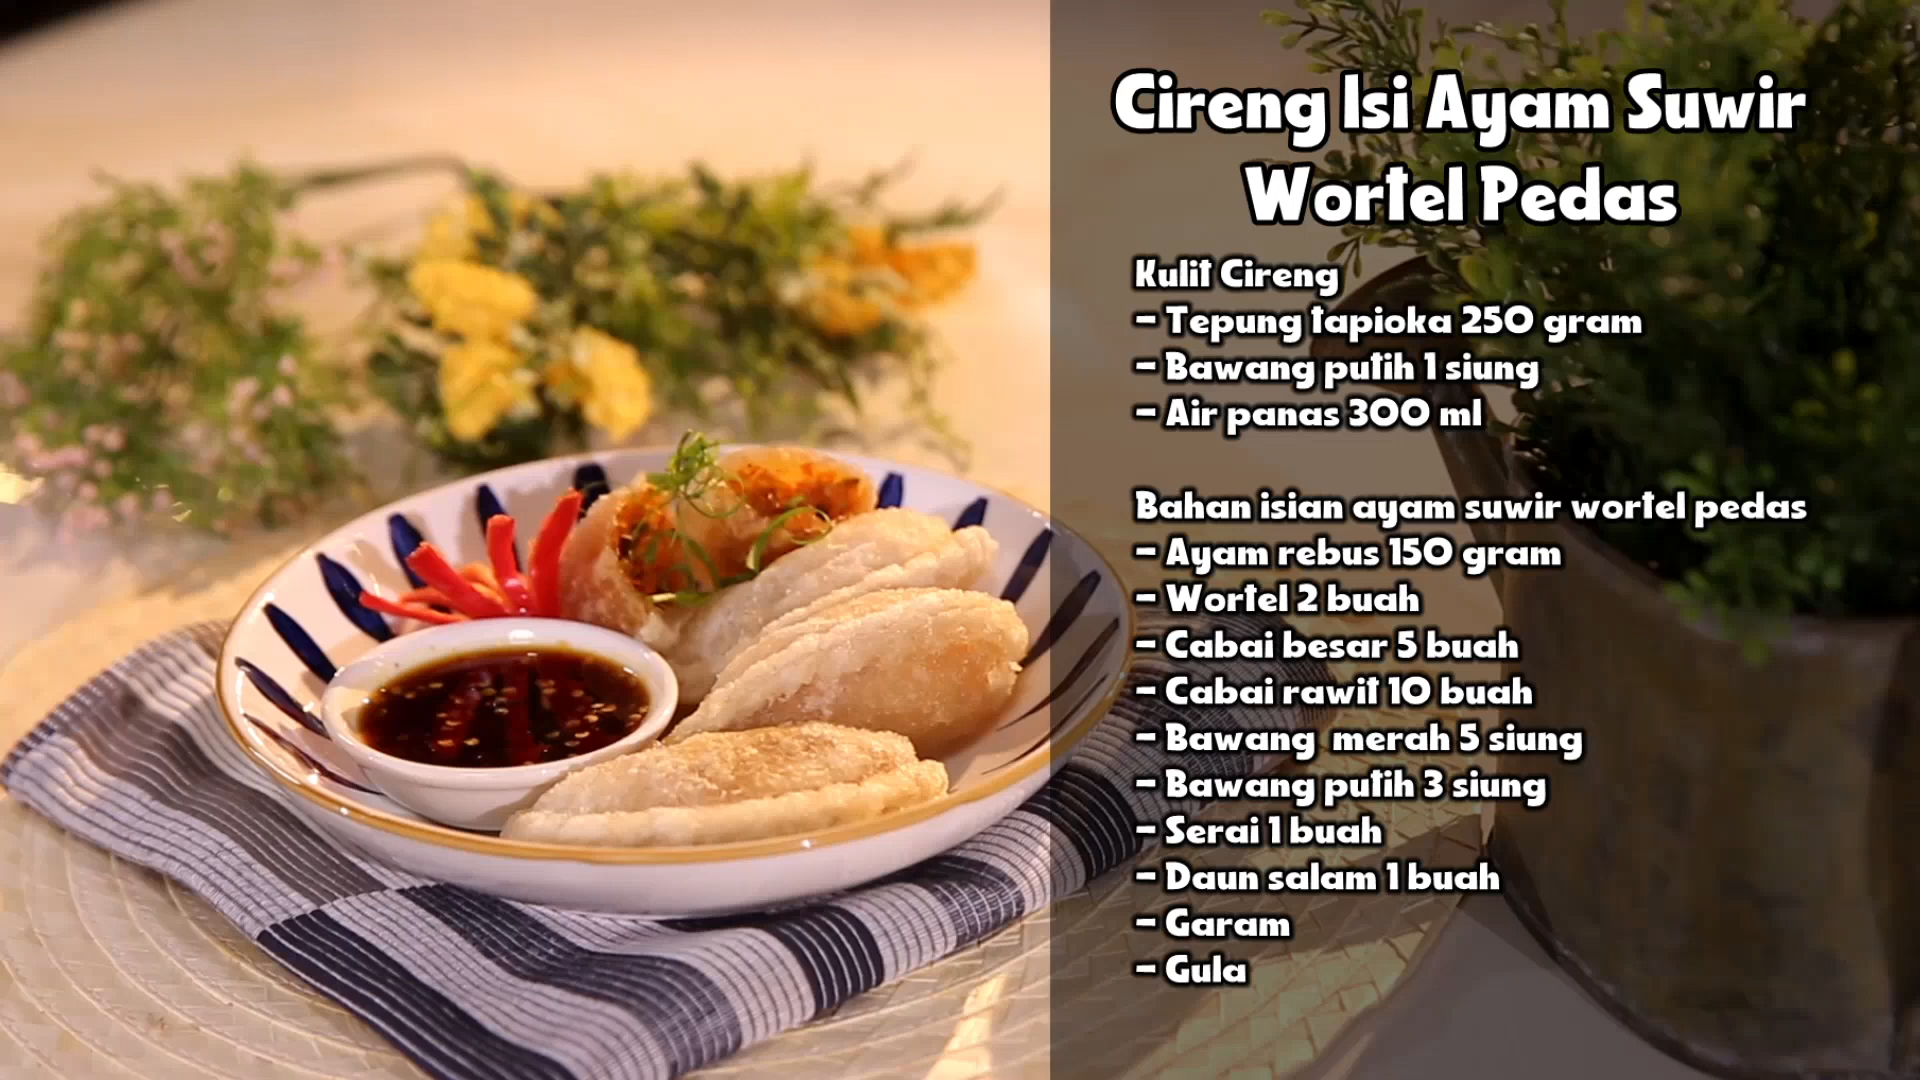 Cireng Isi Ayam Suwir
Wortel Pedas
Kulit Cireng
- Tepung tapioka 250 gram
- Bawang putih 1 siung
- Air panas 300 ml
Bahan isian ayam suwir wortel pedas
- Ayam rebus 150 gram
- Wortel 2 buah
- Cabai besar 5 buah
- Cabai rawit 10 buah
- Bawang  merah 5 siung
- Bawang putih 3 siung
- Serai 1 buah
- Daun salam 1 buah
- Garam
- Gula